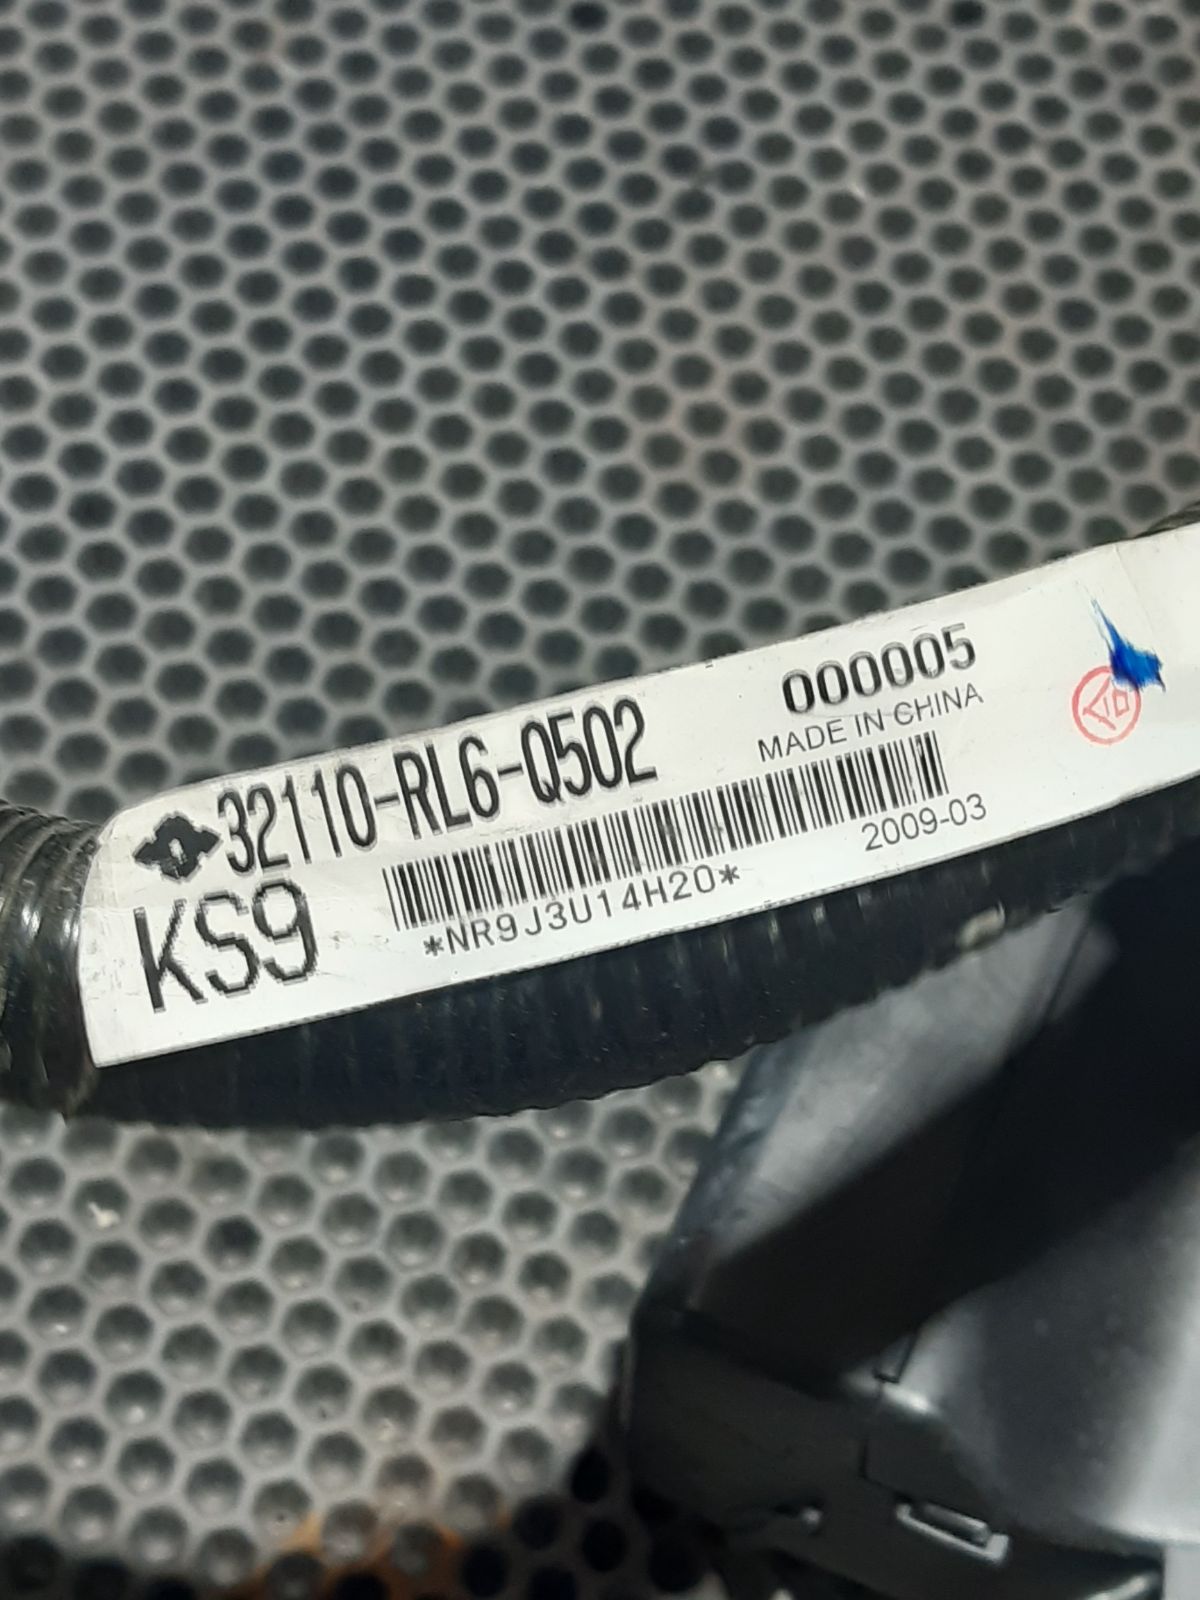 32110-RL6-Q502
000005
MADE IN CHINA
KS9
*NR9J3U14H20*
2009-03